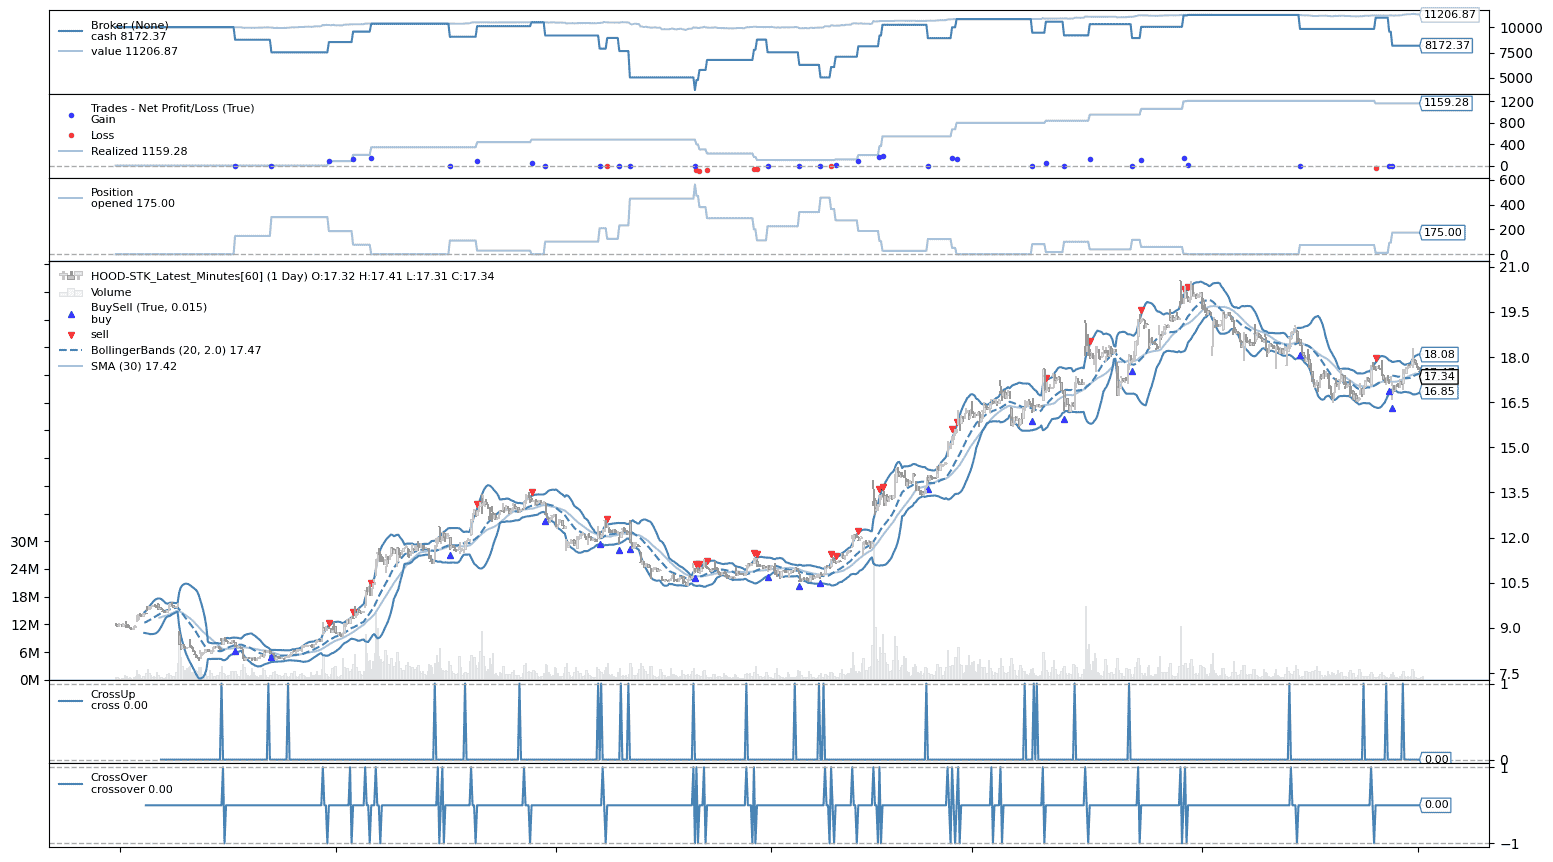 Broker (None)
cash 8172.37
value 11206.87
11206.87
10000
8172.37
7500
5000
Trades - Net Profit/Loss (True)
Gain
Loss
Realized 1159.28
1200
1159.28
800
400
0
Position
opened 175.00
600
400
200
175.00
0
HOOD-STK_Latest_Minutes[60] (1 Day) O:17.32 H:17.41 L:17.31 C:17.34
Volume
BuySell (True, 0.015)
buy
sell
BollingerBands (20, 2.0) 17.47
SMA (30) 17.42
21.0
19.5
18.0
18.08
17.34
16.85
16.5
15.0
13.5
12.0
10.5
9.0
7.5
30M
24M
18M
12M
6M
0M
CrossUp
cross 0.00
1
0.00
0
CrossOver
crossover 0.00
1
0.00
−1